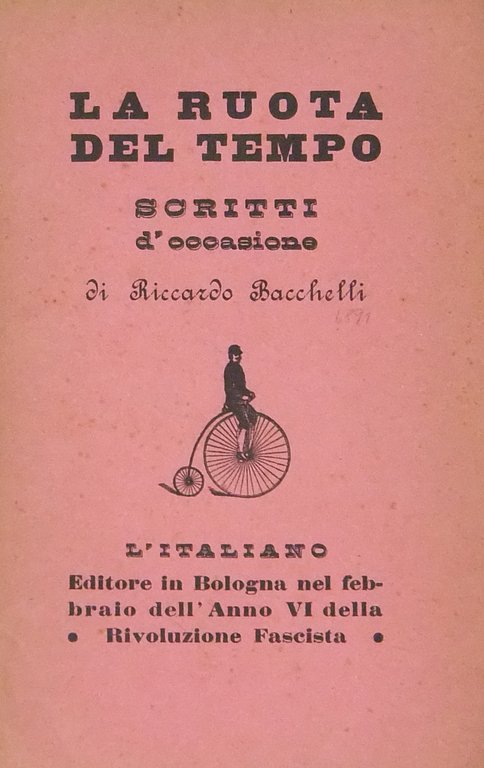 LA RUOTA
DEL TEMPO
SCRITTI
d'occasione
di Riccardo Bacchelli
6891
L'ITALIANO
Editore in Bologna nel feb-
braio dell'Anno VI della
• Rivoluzione Fascista •